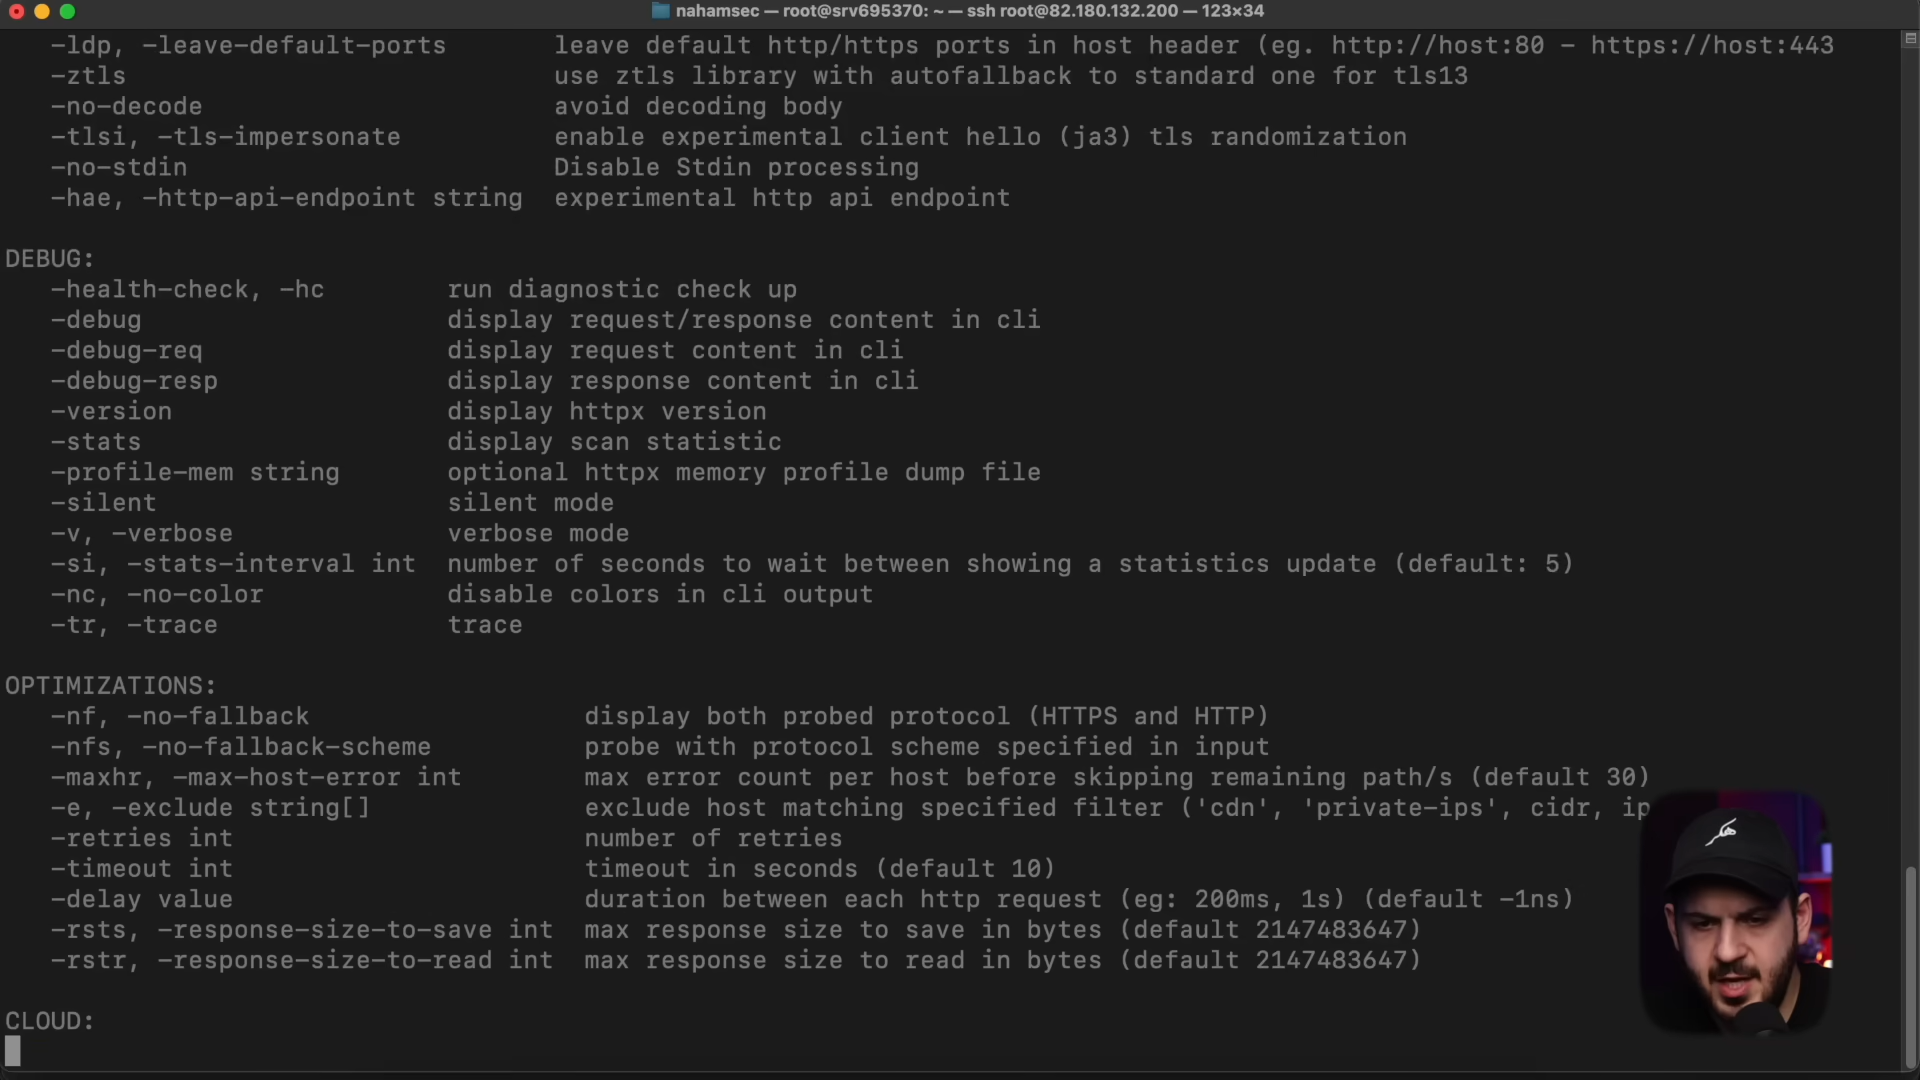 nahamsec — root@srv695370: ~ — ssh root@82.180.132.200 — 123×34
-ldp, -leave-default-ports leave default http/https ports in host header (eg. http://host:80 - https://host:443
-ztls use ztls library with autofallback to standard one for tls13
-no-decode avoid decoding body
-tlsi, -tls-impersonate enable experimental client hello (ja3) tls randomization
-no-stdin Disable Stdin processing
-hae, -http-api-endpoint string experimental http api endpoint
DEBUG:
-health-check, -hc run diagnostic check up
-debug display request/response content in cli
-debug-req display request content in cli
-debug-resp display response content in cli
-version display httpx version
-stats display scan statistic
-profile-mem string optional httpx memory profile dump file
-silent silent mode
-v, -verbose verbose mode
-si, -stats-interval int number of seconds to wait between showing a statistics update (default: 5)
-nc, -no-color disable colors in cli output
-tr, -trace trace
OPTIMIZATIONS:
-nf, -no-fallback display both probed protocol (HTTPS and HTTP)
-nfs, -no-fallback-scheme probe with protocol scheme specified in input
-maxhr, -max-host-error int max error count per host before skipping remaining path/s (default 30)
-e, -exclude string[] exclude host matching specified filter ('cdn', 'private-ips', cidr, ip
-retries int number of retries
-timeout int timeout in seconds (default 10)
-delay value duration between each http request (eg: 200ms, 1s) (default -1ns)
-rsts, -response-size-to-save int max response size to save in bytes (default 2147483647)
-rstr, -response-size-to-read int max response size to read in bytes (default 2147483647)
CLOUD: